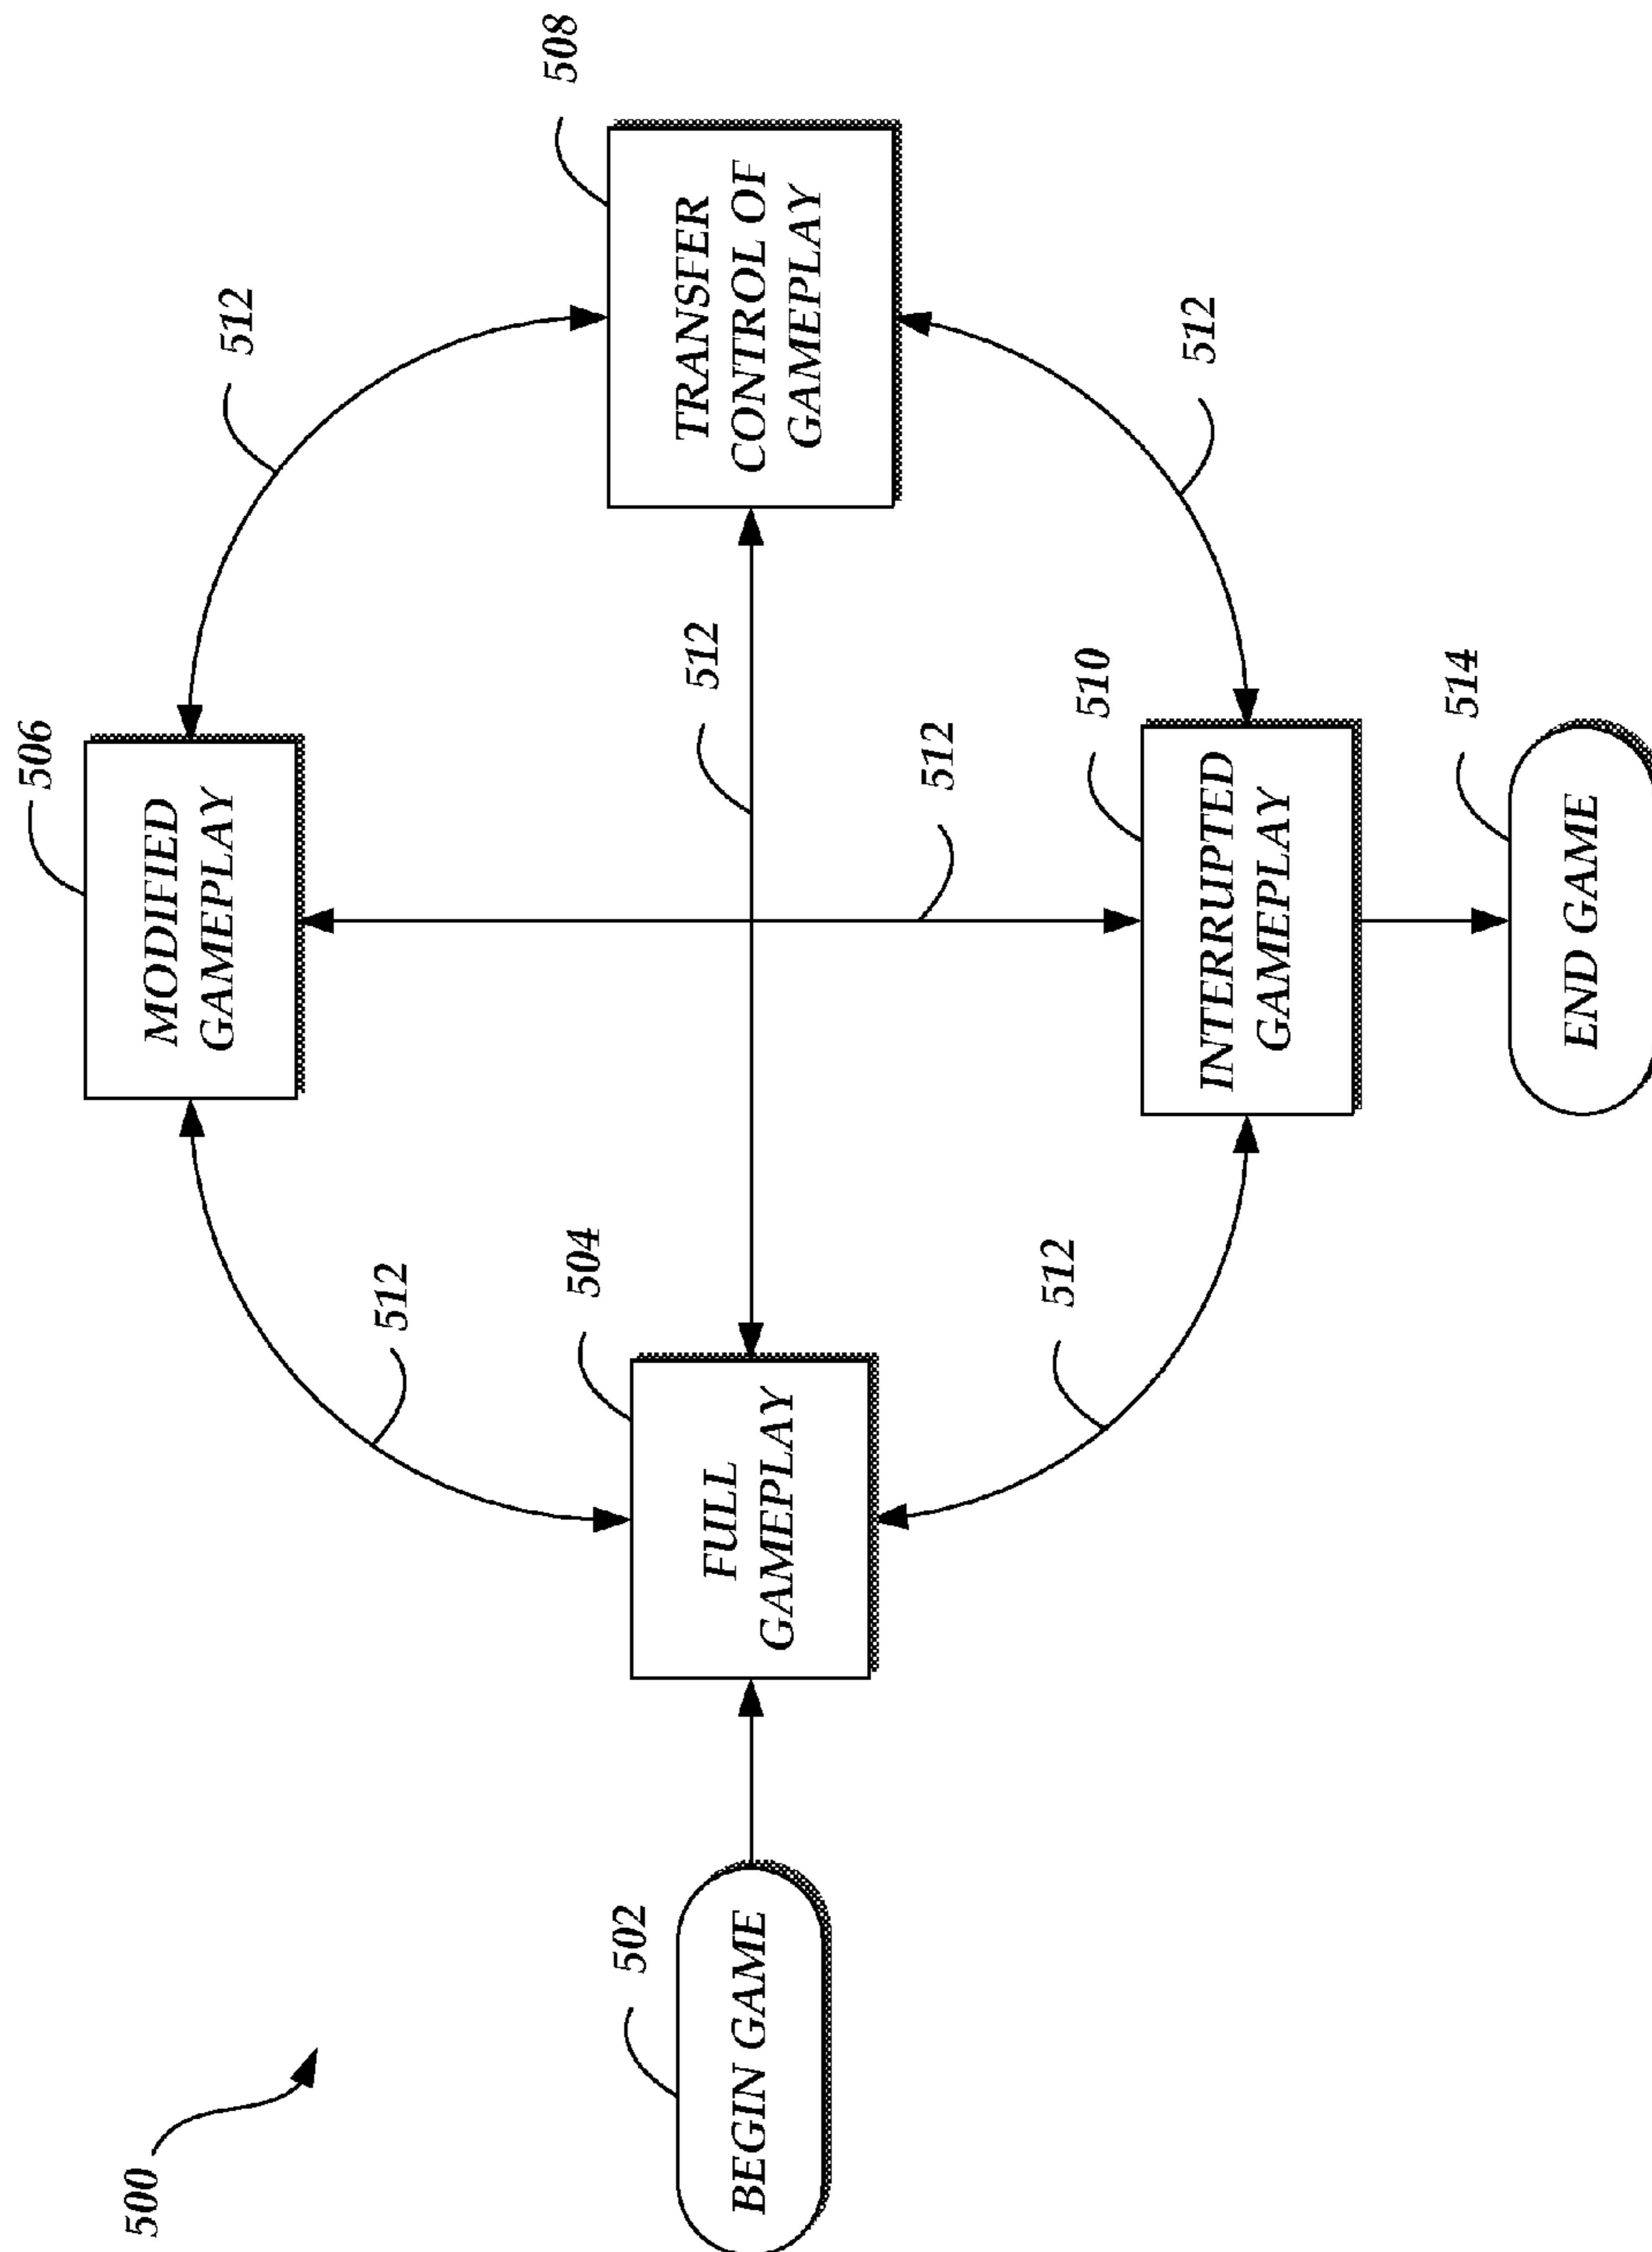 506
500
MODIFIED
GAMEPLAY
512
512
508
504
502
512
BEGIN GAME
FULL
GAMEPLAY
TRANSFER
CONTROL OF
GAMEPLAY
512
512
510
512
INTERRUPTED
GAMEPLAY
514
END GAME